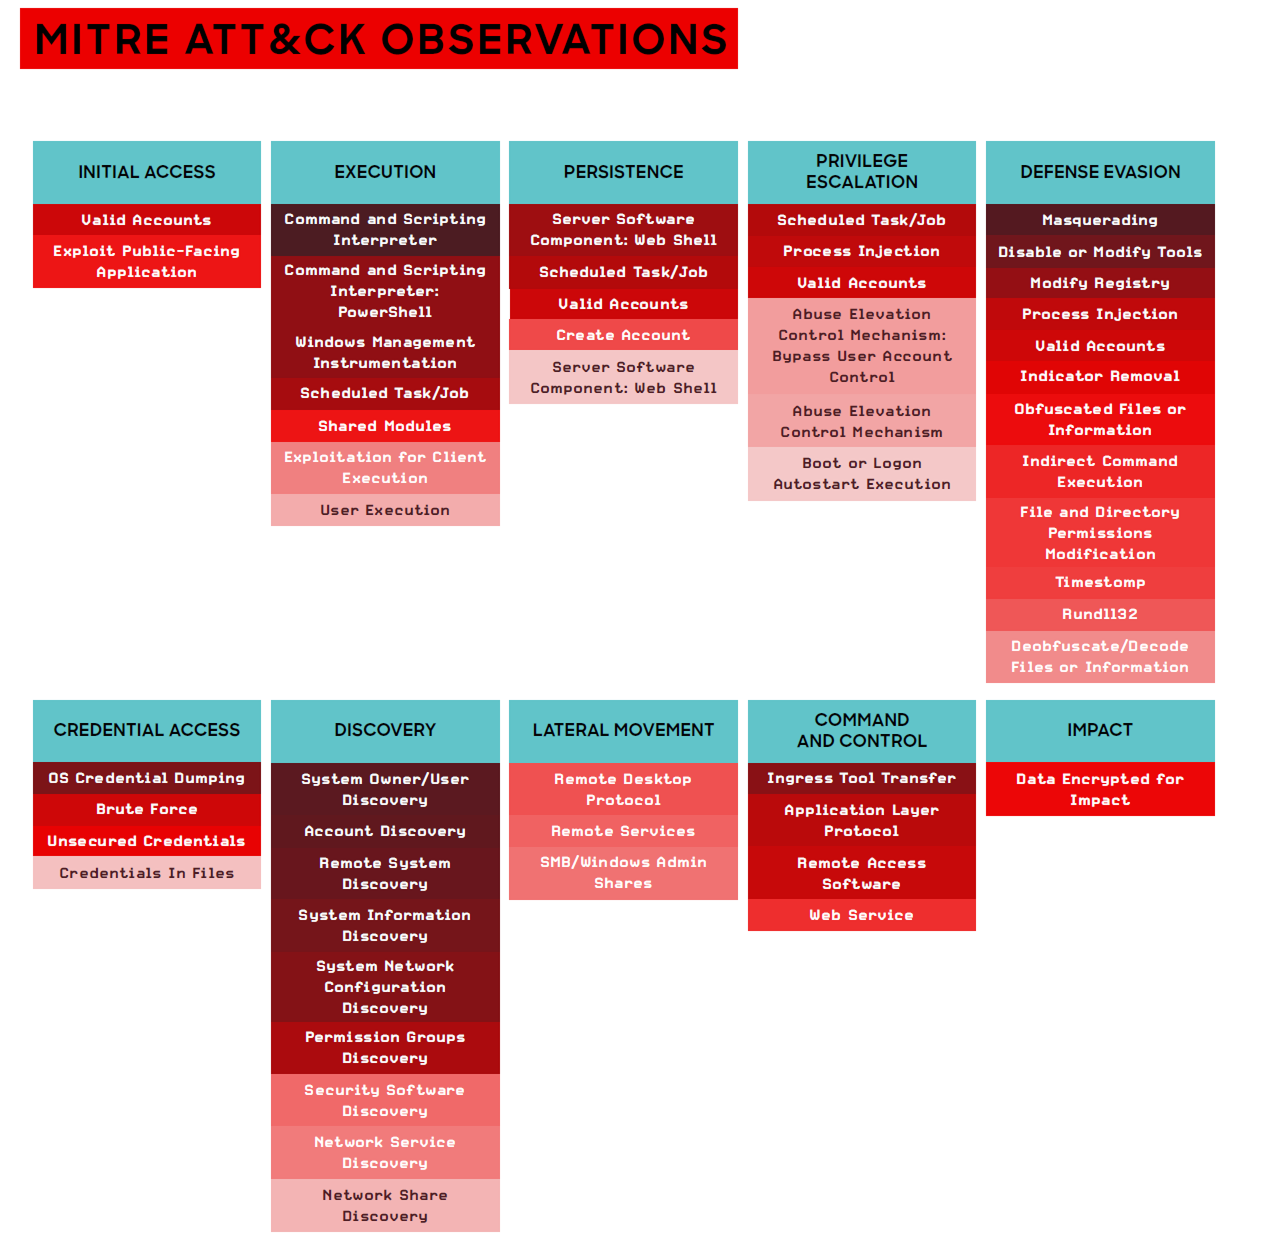 MITRE ATT&CK OBSERVATIONS
INITIAL ACCESS
Valid Accounts
Exploit Public-Facing
Application
EXECUTION
Command and Scripting
Interpreter
Command and Scripting
Interpreter:
PowerShell
Windows Management
Instrumentation
Scheduled Task/Job
Shared Modules
Exploitation for Client
Execution
User Execution
PERSISTENCE
Server Software
Component: Web Shell
Scheduled Task/Job
Valid Accounts
Create Account
Server Software
Component: Web Shell
PRIVILEGE
ESCALATION
Scheduled Task/Job
Process Injection
Valid Accounts
Abuse Elevation
Control Mechanism:
Bypass User Account
Control
Abuse Elevation
Control Mechanism
Boot or Logon
Autostart Execution
DEFENSE EVASION
Masquerading
Disable or Modify Tools
Modify Registry
Process Injection
Valid Accounts
Indicator Removal
Obfuscated Files or
Information
Indirect Command
Execution
File and Directory
Permissions
Modification
Timestomp
Rundll32
Deobfuscate/Decode
Files or Information
CREDENTIAL ACCESS
OS Credential Dumping
Brute Force
Unsecured Credentials
Credentials In Files
DISCOVERY
System Owner/User
Discovery
Account Discovery
Remote System
Discovery
System Information
Discovery
System Network
Configuration
Discovery
Permission Groups
Discovery
Security Software
Discovery
Network Service
Discovery
Network Share
Discovery
LATERAL MOVEMENT
Remote Desktop
Protocol
Remote Services
SMB/Windows Admin
Shares
COMMAND
AND CONTROL
Ingress Tool Transfer
Application Layer
Protocol
Remote Access
Software
Web Service
IMPACT
Data Encrypted for
Impact